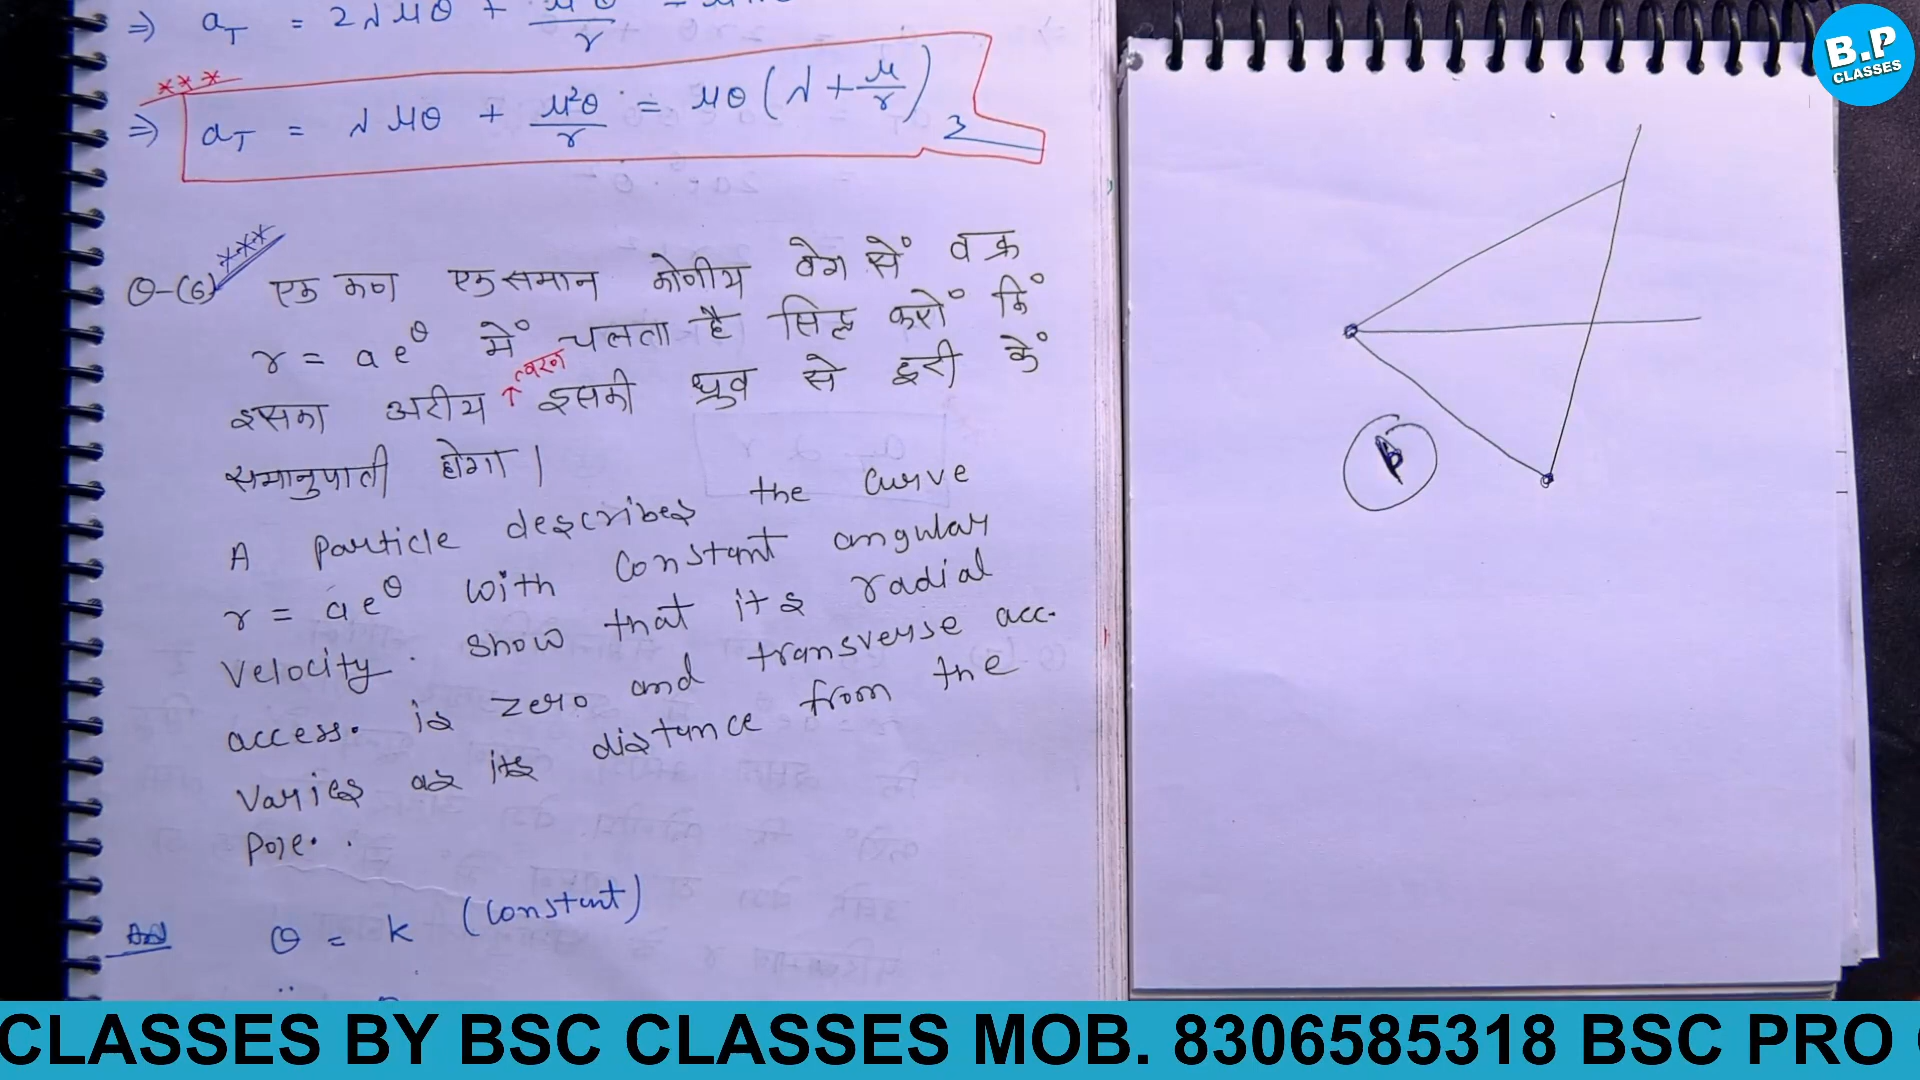 ⇒ a_T = 2λμθ +
***
⇒ a_T = λμθ + μ²θ/r = μθ(λ + μ/r)
Q-(6) *** एक कण एकसमान कोणीय वेग सें वक्र
r = ae^θ में चलता है सिद्ध करों किं
त्वरण
इसका अरीय ↑ इसकी ध्रुव से दूरी कें
समानुपाती होगा।
A particle describes the curve
r = ae^θ with constant angular
velocity. show that its radial
access. is zero and transverse acc.
varies as its distance from the
pole.
Ans θ = k (constant)
b
B.P
CLASSES
CLASSES BY BSC CLASSES MOB. 8306585318 BSC PRO